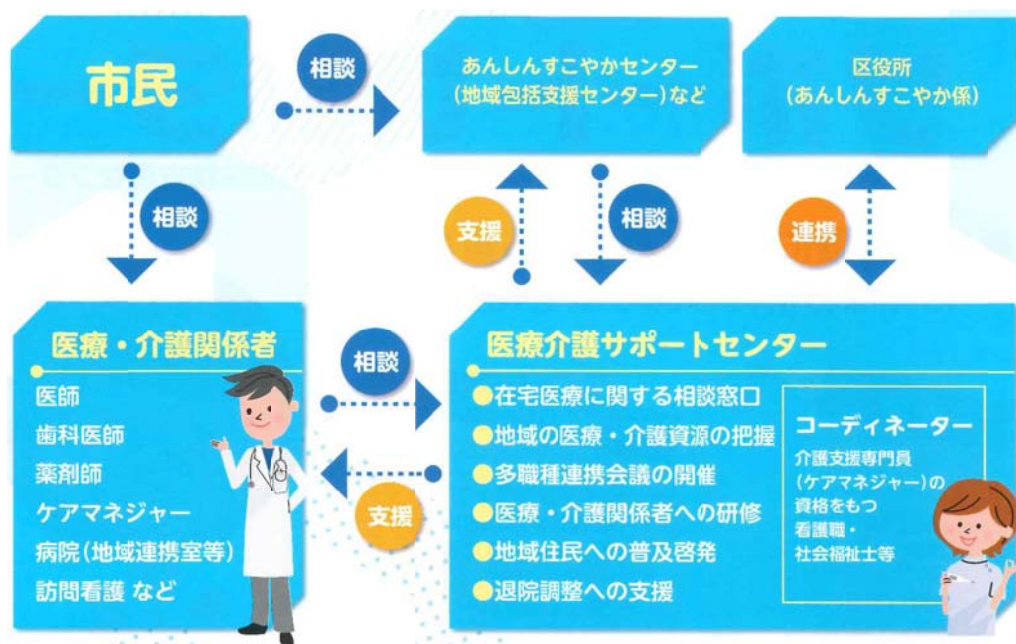 市民
相談
あんしんすこやかセンター
(地域包括支援センター)など
区役所
(あんしんすこやか係)
相談
支援
相談
連携
医療・介護関係者
医師
歯科医師
薬剤師
ケアマネジャー
病院(地域連携室等)
訪問看護 など
相談
支援
医療介護サポートセンター
●在宅医療に関する相談窓口
●地域の医療・介護資源の把握
●多職種連携会議の開催
●医療・介護関係者への研修
●地域住民への普及啓発
●退院調整への支援
コーディネーター
介護支援専門員
(ケアマネジャー)の
資格をもつ
看護職・
社会福祉士等